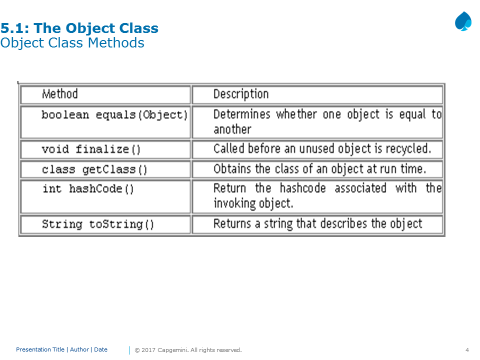 5.1: The Object Class
Object Class Methods
Method Description
boolean equals(Object) Determines whether one object is equal to
another
void finalize() Called before an unused object is recycled.
class getClass() Obtains the class of an object at run time.
int hashCode() Return the hashcode associated with the
invoking object.
String toString() Returns a string that describes the object
Presentation Title | Author | Date © 2017 Capgemini. All rights reserved. 4